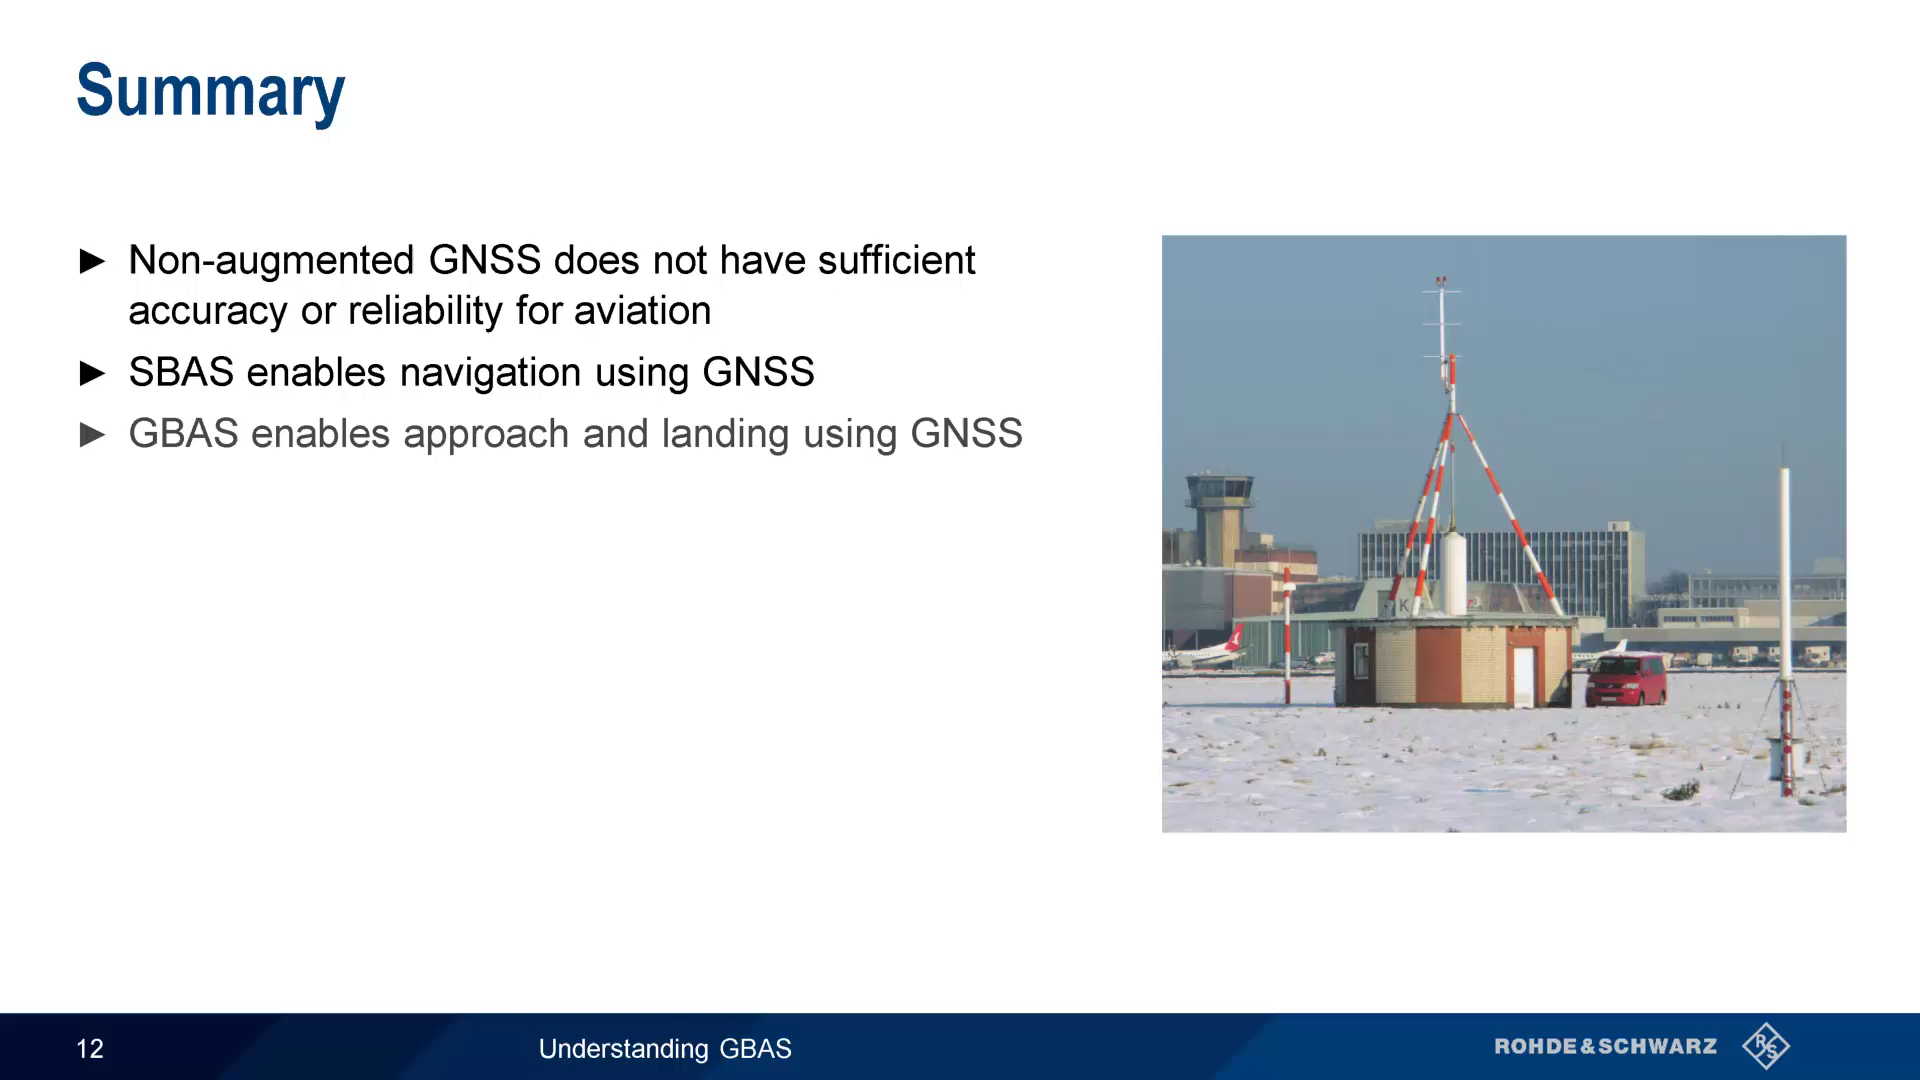 Summary
► Non-augmented GNSS does not have sufficient
accuracy or reliability for aviation
► SBAS enables navigation using GNSS
► GBAS enables approach and landing using GNSS
K
12
Understanding GBAS
ROHDE&SCHWARZ
R&S